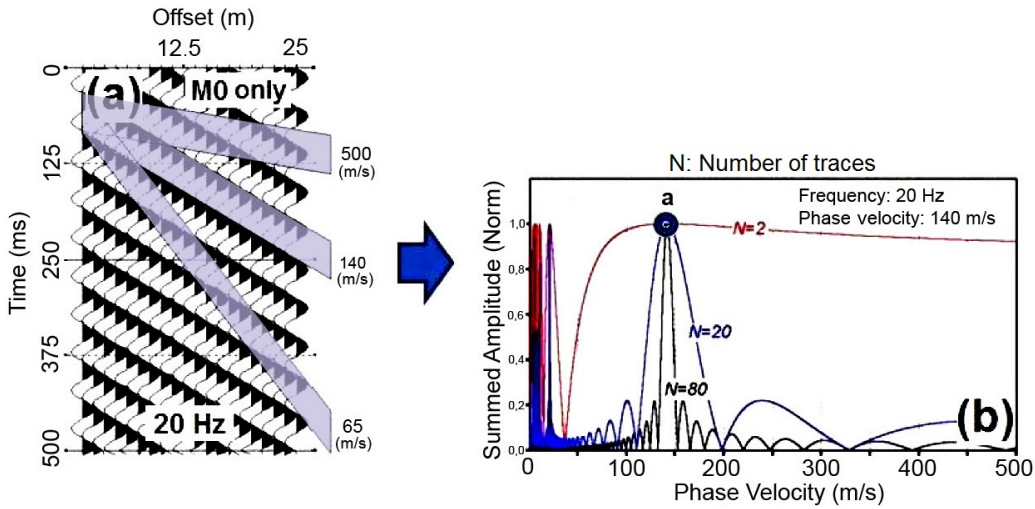 Offset (m)
12.5 25
(a) M0 only
0
125
250
375
500
Time (ms)
500
(m/s)
140
(m/s)
65
(m/s)
20 Hz
N: Number of traces
Frequency: 20 Hz
Phase velocity: 140 m/s
a
N=2
N=20
N=80
(b)
Summed Amplitude (Norm)
1,0
0,8
0,6
0,4
0,2
0,0
0 100 200 300 400 500
Phase Velocity (m/s)